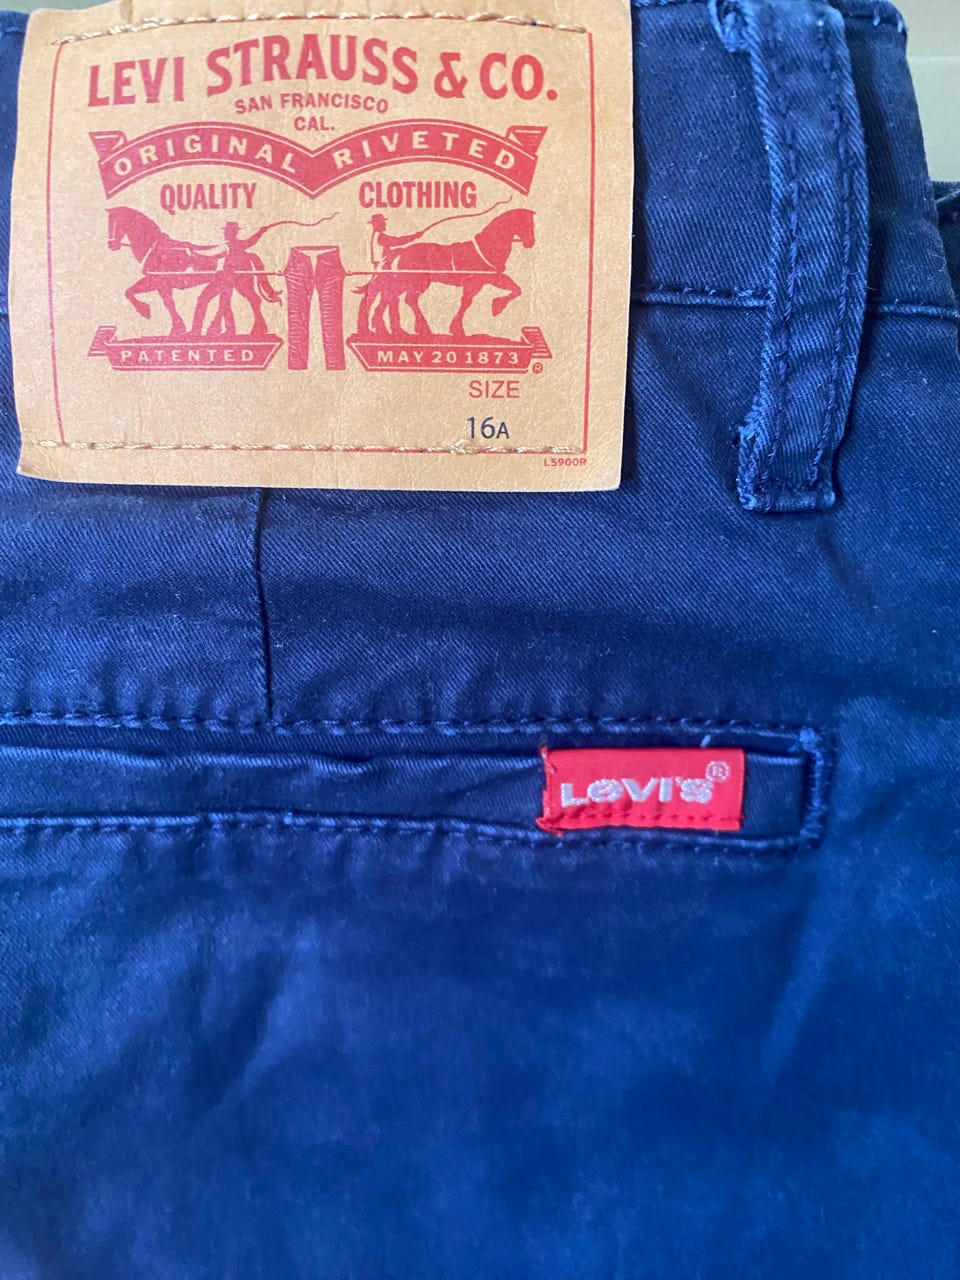 LEVI STRAUSS & CO.
SAN FRANCISCO
CAL.
ORIGINAL RIVETED
QUALITY CLOTHING
PATENTED MAY 20 1873 ®
SIZE
16A
LS900R
LEVI'S®